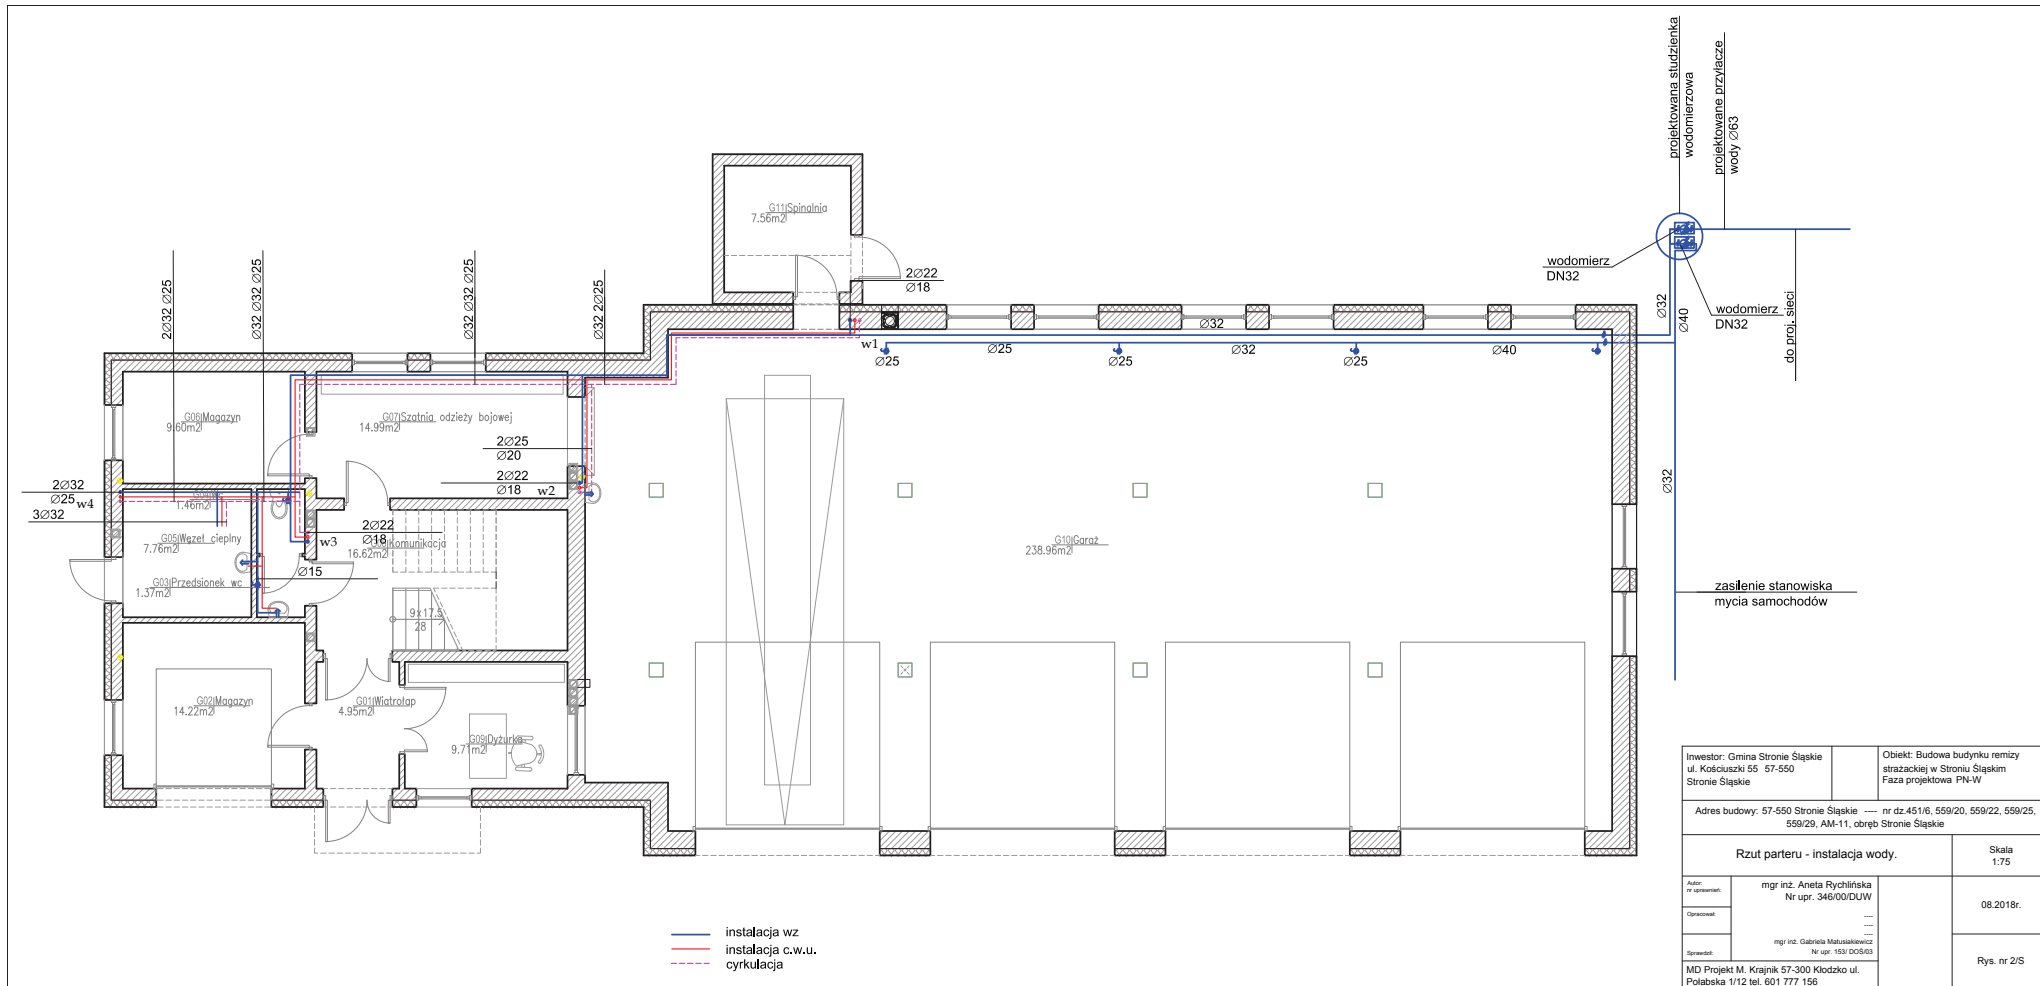 projektowana studzienka
wodomierzowa
projektowane przyłącze
wody Ø63
G11|Spinalnia
7.56m2
2Ø22
Ø18
wodomierz
DN32
wodomierz
DN32
Ø32
Ø40
do proj. sieci
2Ø32 Ø25
Ø32 Ø32 Ø25
Ø32 Ø32 Ø25
Ø32 2Ø25
Ø32
w1
Ø25
Ø25
Ø25
Ø32
Ø25
Ø40
G06|Magazyn
9.60m2
G07|Szatnia odzieży bojowej
14.99m2
2Ø25
Ø20
2Ø22
Ø18
w2
2Ø32
Ø25
w4
3Ø32
1.46m2
2Ø22
Ø18
w3
Komunikacja
16.62m2
G05|Węzeł cieplny
7.76m2
G03|Przedsionek wc
1.37m2
Ø15
9x17.5
28
G10|Garaż
238.96m2
Ø32
zasilenie stanowiska
mycia samochodów
G02|Magazyn
14.22m2
G01|Wiatrołap
4.95m2
G09|Dyżurka
9.71m2
instalacja wz
instalacja c.w.u.
cyrkulacja
Inwestor: Gmina Stronie Śląskie
ul. Kościuszki 55 57-550
Stronie Śląskie
Obiekt: Budowa budynku remizy
strażackiej w Stroniu Śląskim
Faza projektowa PN-W
Adres budowy: 57-550 Stronie Śląskie ---- nr dz.451/6, 559/20, 559/22, 559/25,
559/29, AM-11, obręb Stronie Śląskie
Rzut parteru - instalacja wody.
Skala
1:75
Autor:
nr uprawnień:
mgr inż. Aneta Rychlińska
Nr upr. 346/00/DUW
08.2018r.
Opracował:
----
----
----
Sprawdził:
mgr inż. Gabriela Matusiakiewicz
Nr upr. 153/ DOŚ/03
Rys. nr 2/S
MD Projekt M. Krajnik 57-300 Kłodzko ul.
Połabska 1/12 tel. 601 777 156